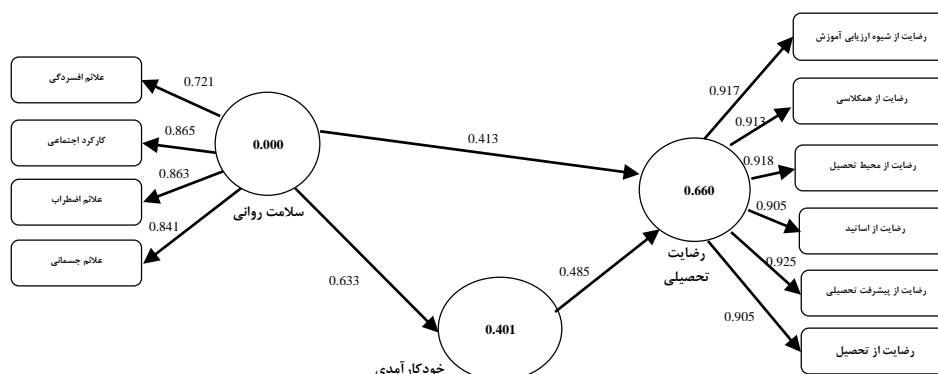 رضایت از شیوه ارزیابی آموزش
علائم افسردگی
0.721
0.917
رضایت از همکلاسی
0.913
کارکرد اجتماعی
0.865
0.000
0.413
رضایت از محیط تحصیل
0.918
0.863
علائم اضطراب
0.660
0.905
سلامت روانی
رضایت از اساتید
0.841
علائم جسمانی
رضایت
تحصیلی
0.925
رضایت از پیشرفت تحصیلی
0.633
0.485
0.905
0.401
رضایت از تحصیل
خودکارآمدی